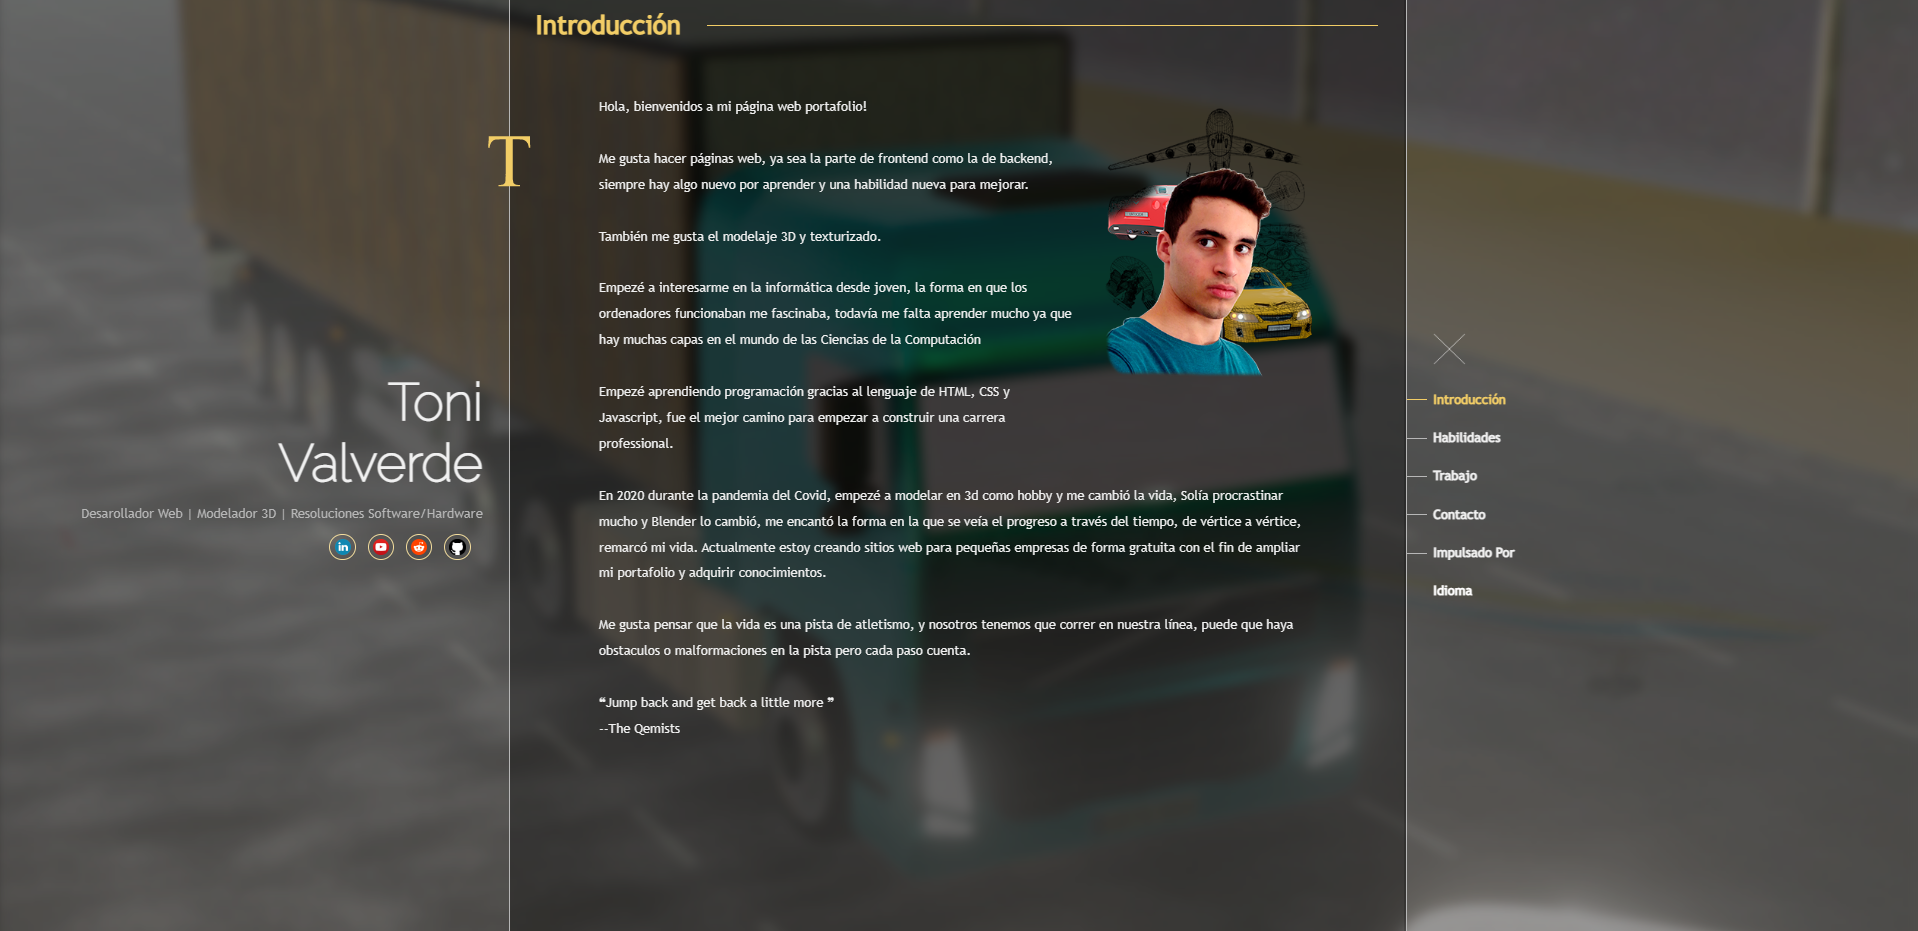 Introducción
T
Toni
Valverde
Desarollador Web | Modelador 3D | Resoluciones Software/Hardware
in
Hola, bienvenidos a mi página web portafolio!
Me gusta hacer páginas web, ya sea la parte de frontend como la de backend,
siempre hay algo nuevo por aprender y una habilidad nueva para mejorar.
También me gusta el modelaje 3D y texturizado.
Empezé a interesarme en la informática desde joven, la forma en que los
ordenadores funcionaban me fascinaba, todavía me falta aprender mucho ya que
hay muchas capas en el mundo de las Ciencias de la Computación
Empezé aprendiendo programación gracias al lenguaje de HTML, CSS y
Javascript, fue el mejor camino para empezar a construir una carrera
professional.
En 2020 durante la pandemia del Covid, empezé a modelar en 3d como hobby y me cambió la vida, Solía procrastinar
mucho y Blender lo cambió, me encantó la forma en la que se veía el progreso a través del tiempo, de vértice a vértice,
remarcó mi vida. Actualmente estoy creando sitios web para pequeñas empresas de forma gratuita con el fin de ampliar
mi portafolio y adquirir conocimientos.
Me gusta pensar que la vida es una pista de atletismo, y nosotros tenemos que correr en nuestra línea, puede que haya
obstaculos o malformaciones en la pista pero cada paso cuenta.
❝Jump back and get back a little more ❞
--The Qemists
Introducción
Habilidades
Trabajo
Contacto
Impulsado Por
Idioma